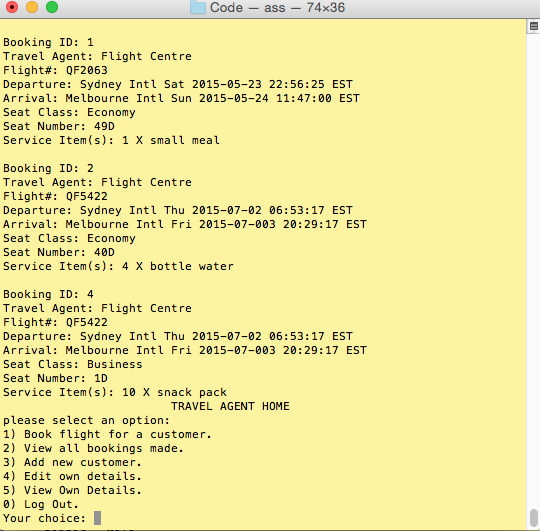 Code — ass — 74×36
Booking ID: 1
Travel Agent: Flight Centre
Flight#: QF2063
Departure: Sydney Intl Sat 2015-05-23 22:56:25 EST
Arrival: Melbourne Intl Sun 2015-05-24 11:47:00 EST
Seat Class: Economy
Seat Number: 49D
Service Item(s): 1 X small meal
Booking ID: 2
Travel Agent: Flight Centre
Flight#: QF5422
Departure: Sydney Intl Thu 2015-07-02 06:53:17 EST
Arrival: Melbourne Intl Fri 2015-07-003 20:29:17 EST
Seat Class: Economy
Seat Number: 40D
Service Item(s): 4 X bottle water
Booking ID: 4
Travel Agent: Flight Centre
Flight#: QF5422
Departure: Sydney Intl Thu 2015-07-02 06:53:17 EST
Arrival: Melbourne Intl Fri 2015-07-003 20:29:17 EST
Seat Class: Business
Seat Number: 1D
Service Item(s): 10 X snack pack
TRAVEL AGENT HOME
please select an option:
1) Book flight for a customer.
2) View all bookings made.
3) Add new customer.
4) Edit own details.
5) View Own Details.
0) Log Out.
Your choice: